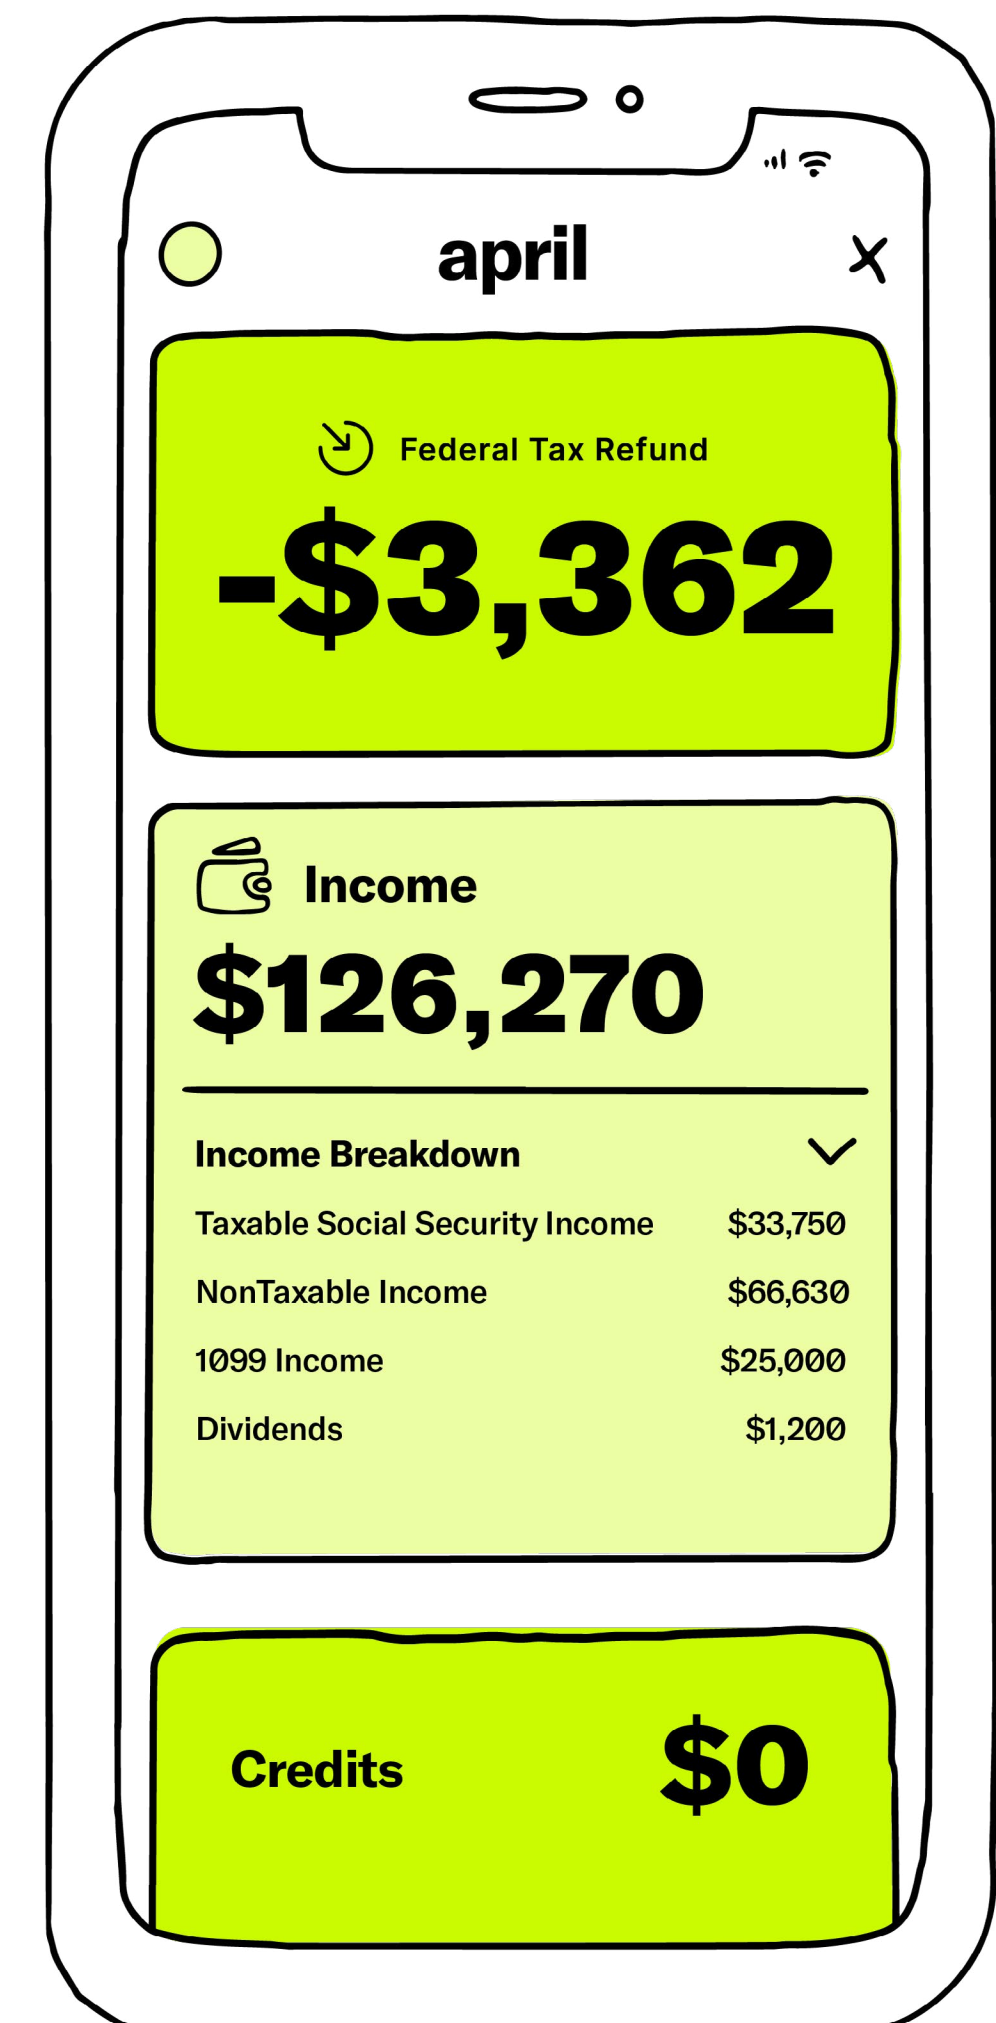 april
Federal Tax Refund
-$3,362
Income
$126,270
Income Breakdown
Taxable Social Security Income $33,750
NonTaxable Income $66,630
1099 Income $25,000
Dividends $1,200
Credits $0